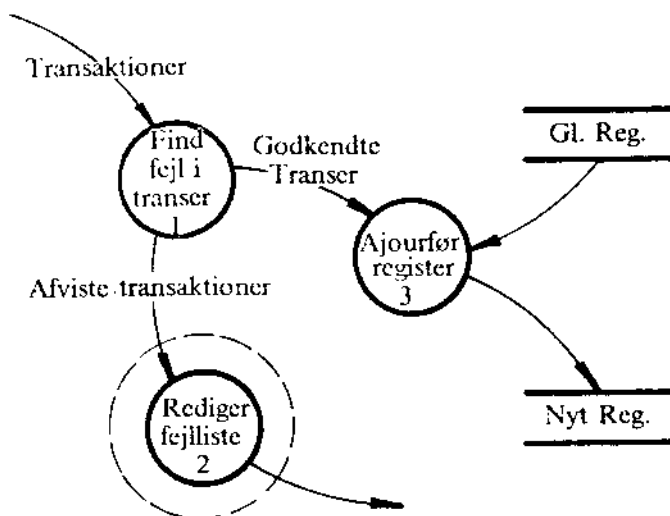 Transaktioner
Find
fejl i
transer
1
Godkendte
Transer
Gl. Reg.
Ajourfør
register
3
Afviste transaktioner
Rediger
fejlliste
2
Nyt Reg.